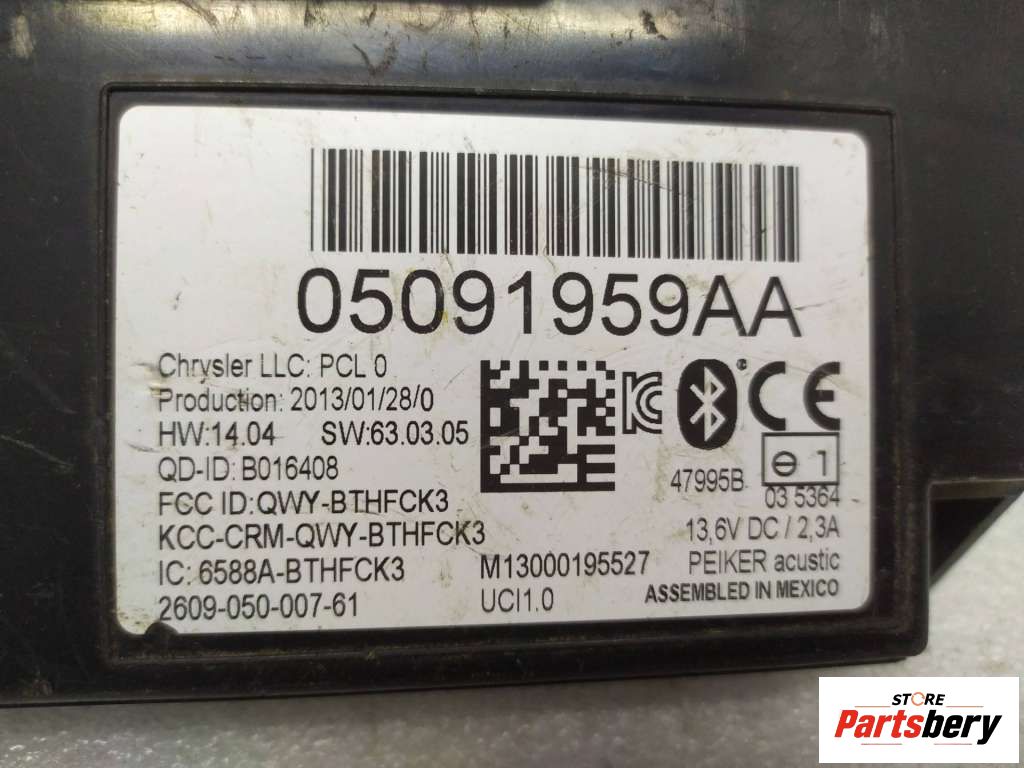 05091959AA
Chrysler LLC: PCL 0
Production: 2013/01/28/0
HW:14.04 SW:63.03.05
QD-ID: B016408
FCC ID: QWY-BTHFCK3
KCC-CRM-QWY-BTHFCK3
IC: 6588A-BTHFCK3
2609-050-007-61
M13000195527
UCI1.0
CE
47995B
1
03 5364
13,6V DC / 2,3A
PEIKER acustic
ASSEMBLED IN MEXICO
STORE
Partsbery